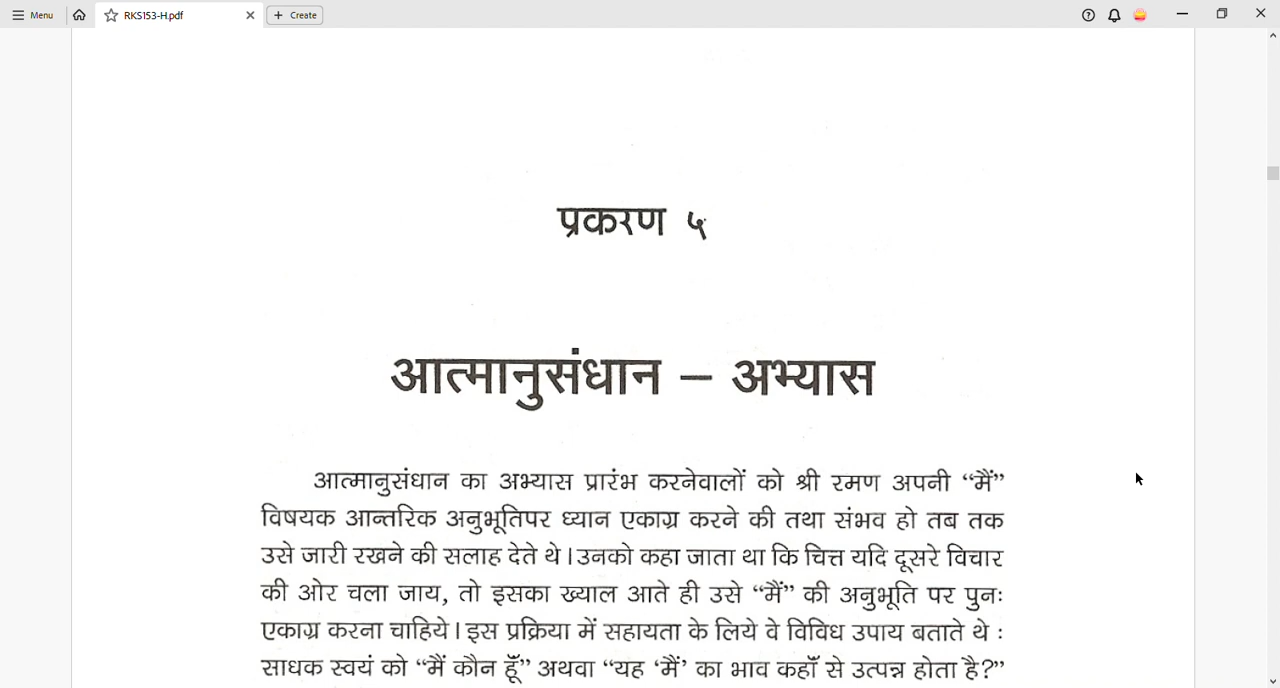 Menu
RKS153-H.pdf
Create
प्रकरण ५
आत्मानुसंधान – अभ्यास
आत्मानुसंधान का अभ्यास प्रारंभ करनेवालों को श्री रमण अपनी “मैं”
विषयक आन्तरिक अनुभूतिपर ध्यान एकाग्र करने की तथा संभव हो तब तक
उसे जारी रखने की सलाह देते थे । उनको कहा जाता था कि चित्त यदि दूसरे विचार
की ओर चला जाय, तो इसका ख्याल आते ही उसे “मैं” की अनुभूति पर पुनः
एकाग्र करना चाहिये । इस प्रक्रिया में सहायता के लिये वे विविध उपाय बताते थे :
साधक स्वयं को “मैं कौन हूँ” अथवा “यह ‘मैं’ का भाव कहाँ से उत्पन्न होता है?”